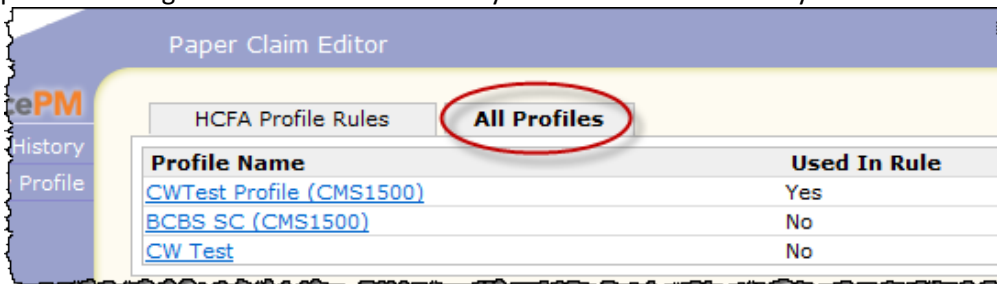 Paper Claim Editor
cePM
HCFA Profile Rules All Profiles
History
Profile Name Used In Rule
Profile
CWTest Profile (CMS1500) Yes
BCBS SC (CMS1500) No
CW Test No